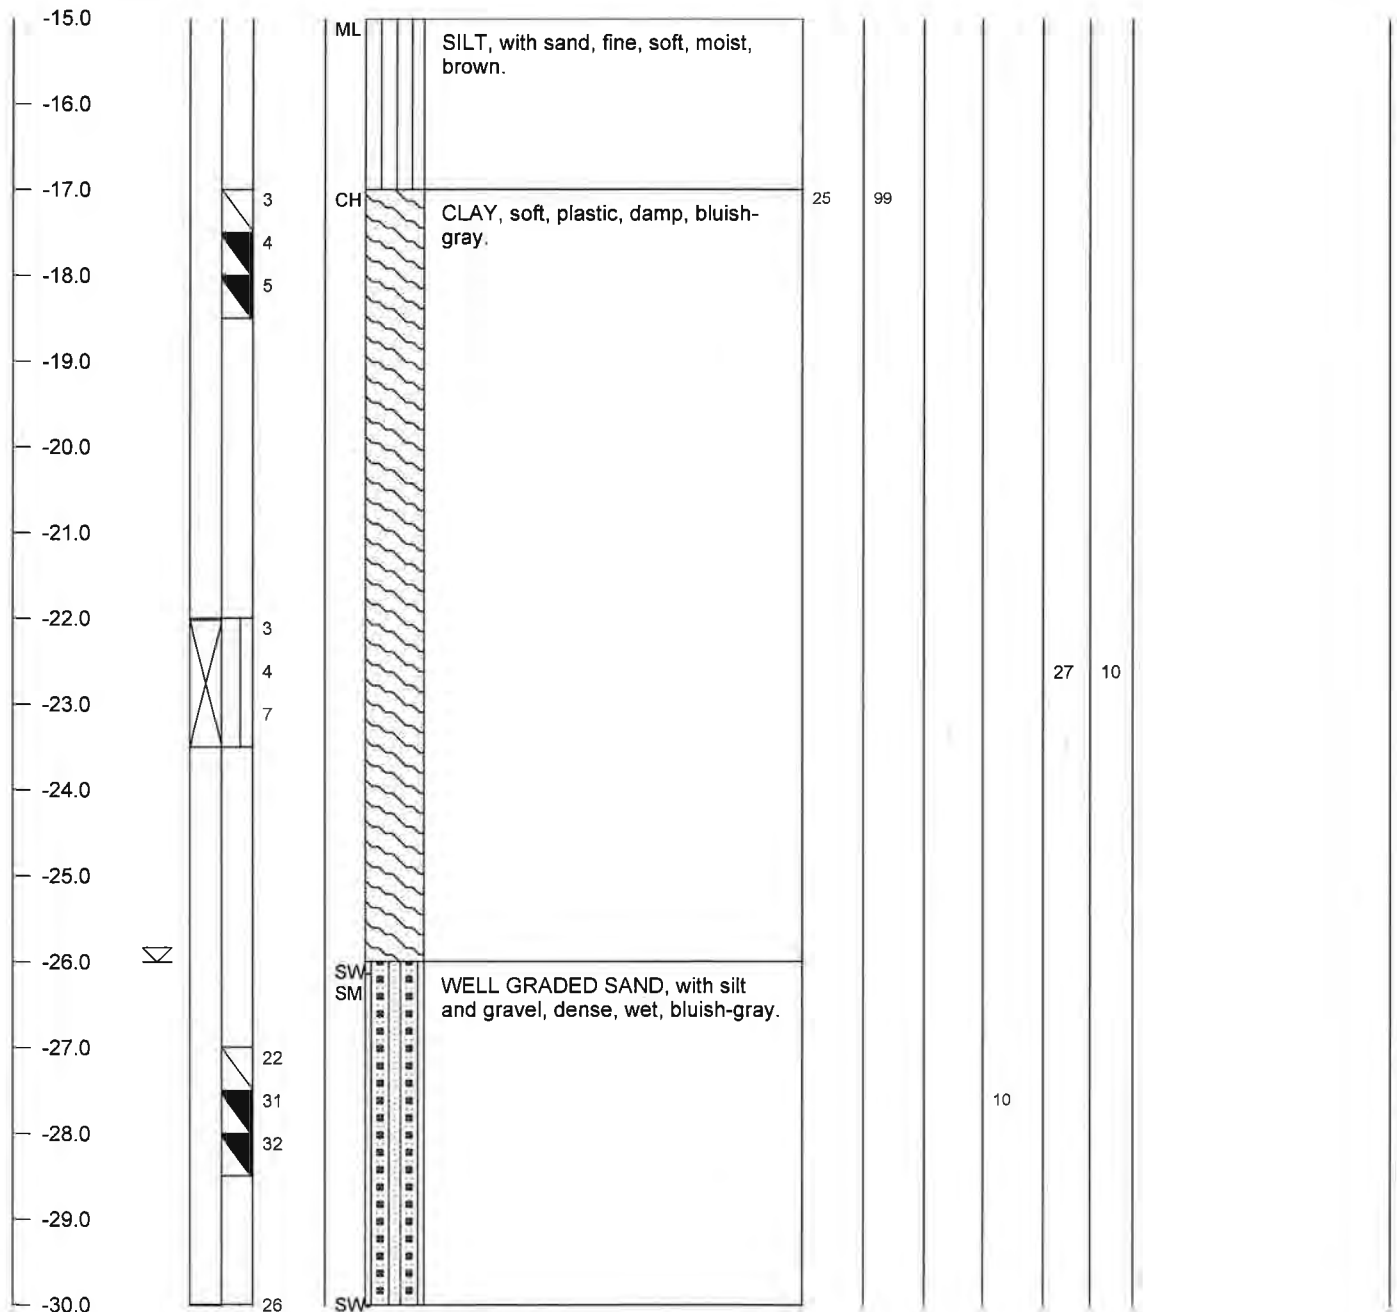 -15.0
ML
SILT, with sand, fine, soft, moist,
brown.
-16.0
-17.0
3
CH
CLAY, soft, plastic, damp, bluish-
gray.
25
99
4
-18.0
5
-19.0
-20.0
-21.0
-22.0
3
4
27
10
-23.0
7
-24.0
-25.0
-26.0
SW-
SM
WELL GRADED SAND, with silt
and gravel, dense, wet, bluish-gray.
-27.0
22
31
10
-28.0
32
-29.0
-30.0
26
SW-